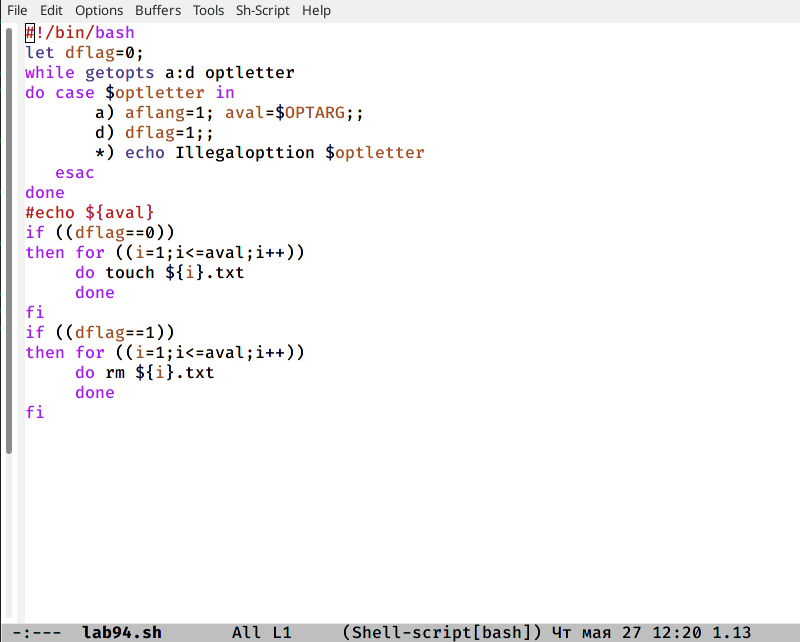 File Edit Options Buffers Tools Sh-Script Help
#!/bin/bash
let dflag=0;
while getopts a:d optletter
do case $optletter in
       a) aflang=1; aval=$OPTARG;;
       d) dflag=1;;
       *) echo Illegalopttion $optletter
   esac
done
#echo ${aval}
if ((dflag==0))
then for ((i=1;i<=aval;i++))
     do touch ${i}.txt
     done
fi
if ((dflag==1))
then for ((i=1;i<=aval;i++))
     do rm ${i}.txt
     done
fi
-:--- lab94.sh All L1 (Shell-script[bash]) Чт мая 27 12:20 1.13